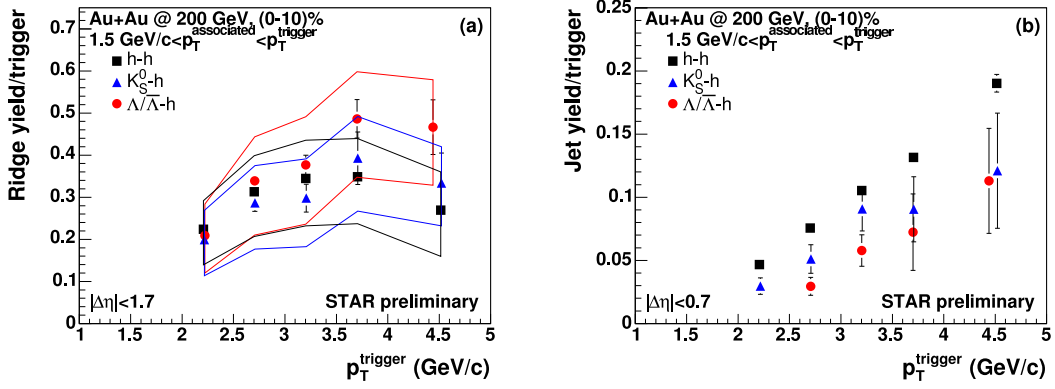 Au+Au @ 200 GeV, (0-10)%
(a)
1.5 GeV/c<p_T^associated<p_T^trigger
h-h
K_S^0-h
Λ/Λ̅-h
Ridge yield/trigger
0.7
0.6
0.5
0.4
0.3
0.2
0.1
0
|Δη|<1.7
STAR preliminary
1 1.5 2 2.5 3 3.5 4 4.5 5
p_T^trigger (GeV/c)
Au+Au @ 200 GeV, (0-10)%
1.5 GeV/c<p_T^associated<p_T^trigger
(b)
h-h
K_S^0-h
Λ/Λ̅-h
Jet yield/trigger
0.25
0.2
0.15
0.1
0.05
0
|Δη|<0.7
STAR preliminary
1 1.5 2 2.5 3 3.5 4 4.5 5
p_T^trigger (GeV/c)